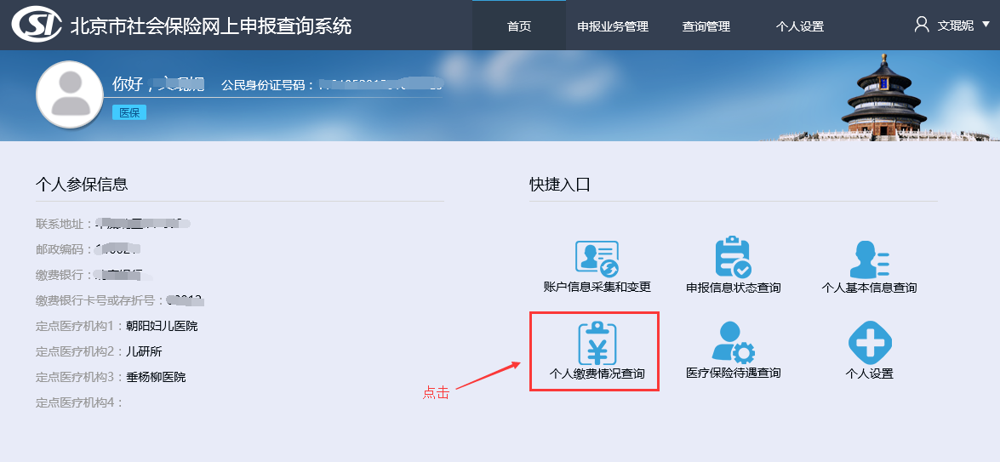 北京市社会保险网上申报查询系统
首页 申报业务管理 查询管理 个人设置 文琨妮
你好， 公民身份证号码：
医保
个人参保信息
联系地址：
邮政编码：
缴费银行：
缴费银行卡号或存折号：
定点医疗机构1：朝阳妇儿医院
定点医疗机构2：儿研所
定点医疗机构3：垂杨柳医院
定点医疗机构4：
快捷入口
账户信息采集和变更 申报信息状态查询 个人基本信息查询
个人缴费情况查询 医疗保险待遇查询 个人设置
点击